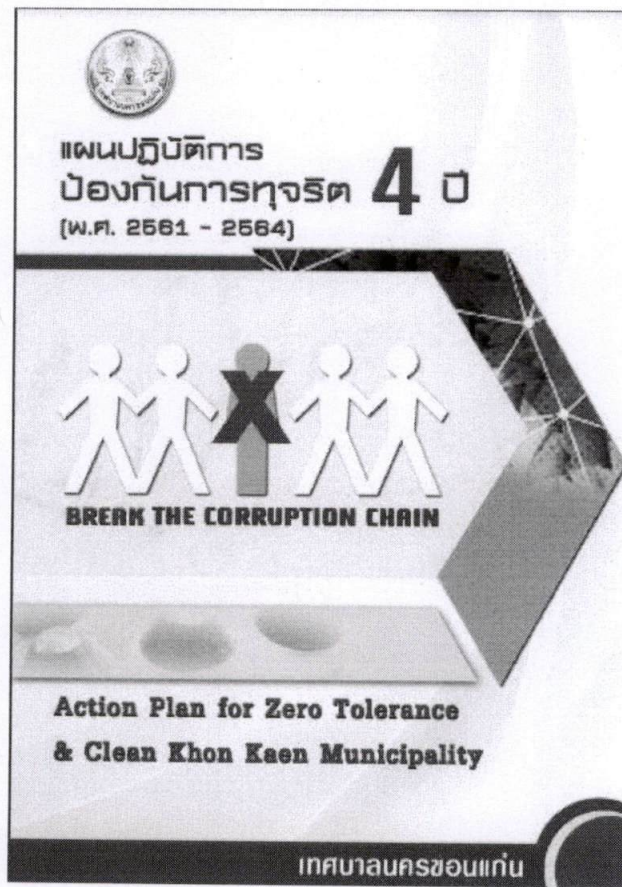 แผนปฏิบัติการ
ป้องกันการทุจริต 4 ปี
(พ.ศ. 2561 - 2564)
X
BREAK THE CORRUPTION CHAIN
Action Plan for Zero Tolerance
& Clean Khon Kaen Municipality
เทศบาลนครขอนแก่น